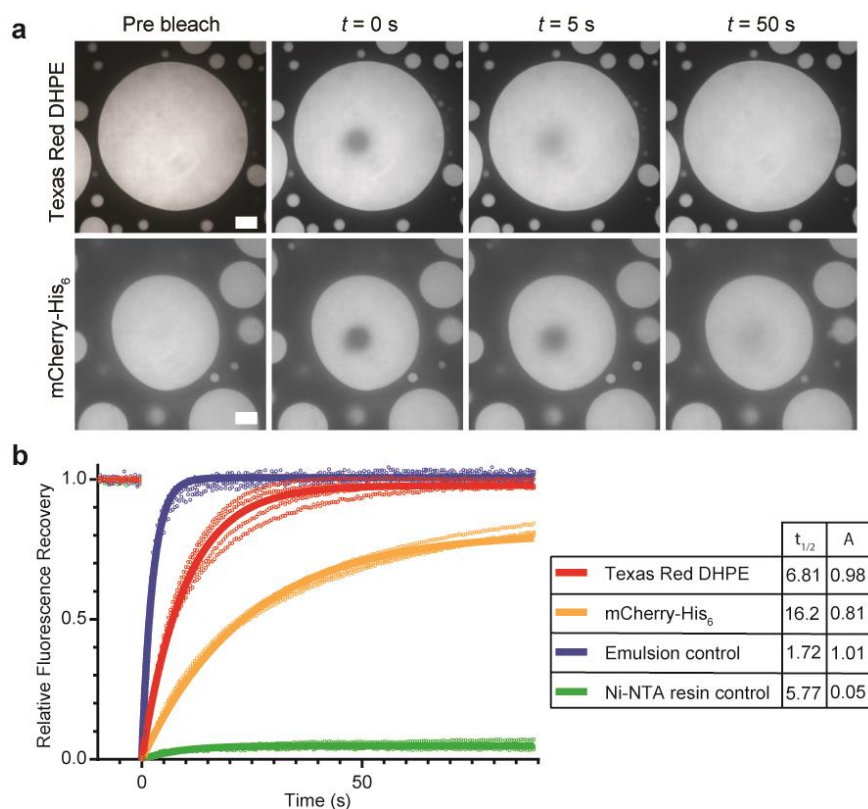 a
Pre bleach t = 0 s t = 5 s t = 50 s
Texas Red DHPE
mCherry-His₆
b
Relative Fluorescence Recovery
1.0
0.5
0.0
0 50
Time (s)
t₁/₂ A
Texas Red DHPE 6.81 0.98
mCherry-His₆ 16.2 0.81
Emulsion control 1.72 1.01
Ni-NTA resin control 5.77 0.05